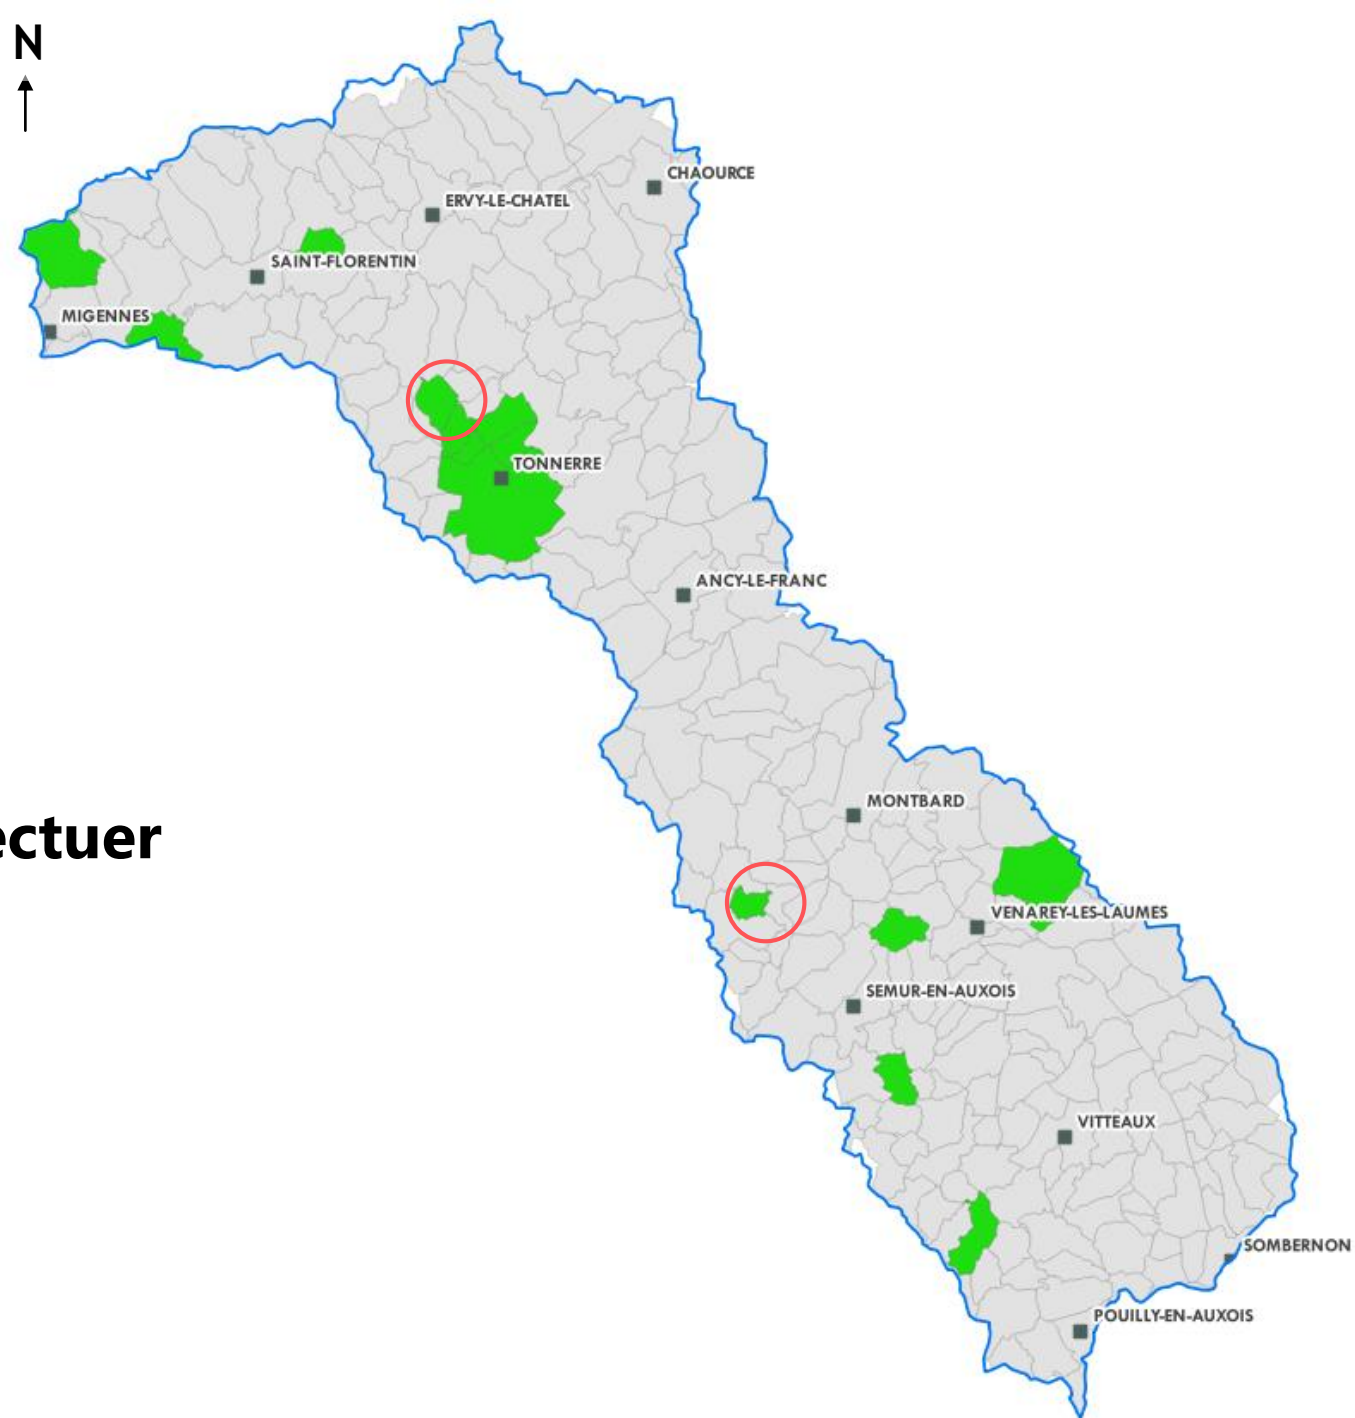 N
CHAOURCE
ERVY-LE-CHATEL
SAINT-FLORENTIN
MIGENNES
TONNERRE
ANCY-LE-FRANC
MONTBARD
ectuer
VENAREY-LES-LAUMES
SEMUR-EN-AUXOIS
VITTEAUX
SOMBERNON
POUILLY-EN-AUXOIS